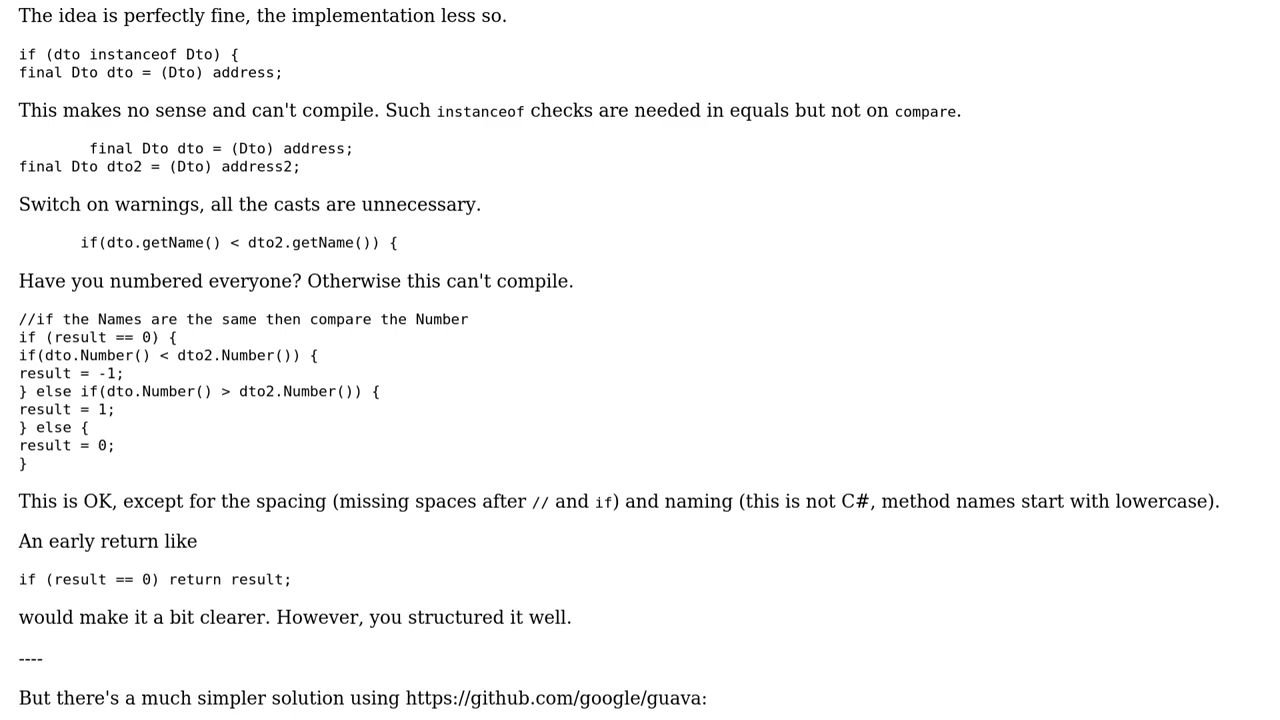 The idea is perfectly fine, the implementation less so.
if (dto instanceof Dto) {
final Dto dto = (Dto) address;
This makes no sense and can't compile. Such instanceof checks are needed in equals but not on compare.
final Dto dto = (Dto) address;
final Dto dto2 = (Dto) address2;
Switch on warnings, all the casts are unnecessary.
if(dto.getName() < dto2.getName()) {
Have you numbered everyone? Otherwise this can't compile.
//if the Names are the same then compare the Number
if (result == 0) {
if(dto.Number() < dto2.Number()) {
result = -1;
} else if(dto.Number() > dto2.Number()) {
result = 1;
} else {
result = 0;
}
This is OK, except for the spacing (missing spaces after // and if) and naming (this is not C#, method names start with lowercase).
An early return like
if (result == 0) return result;
would make it a bit clearer. However, you structured it well.
----
But there's a much simpler solution using https://github.com/google/guava: